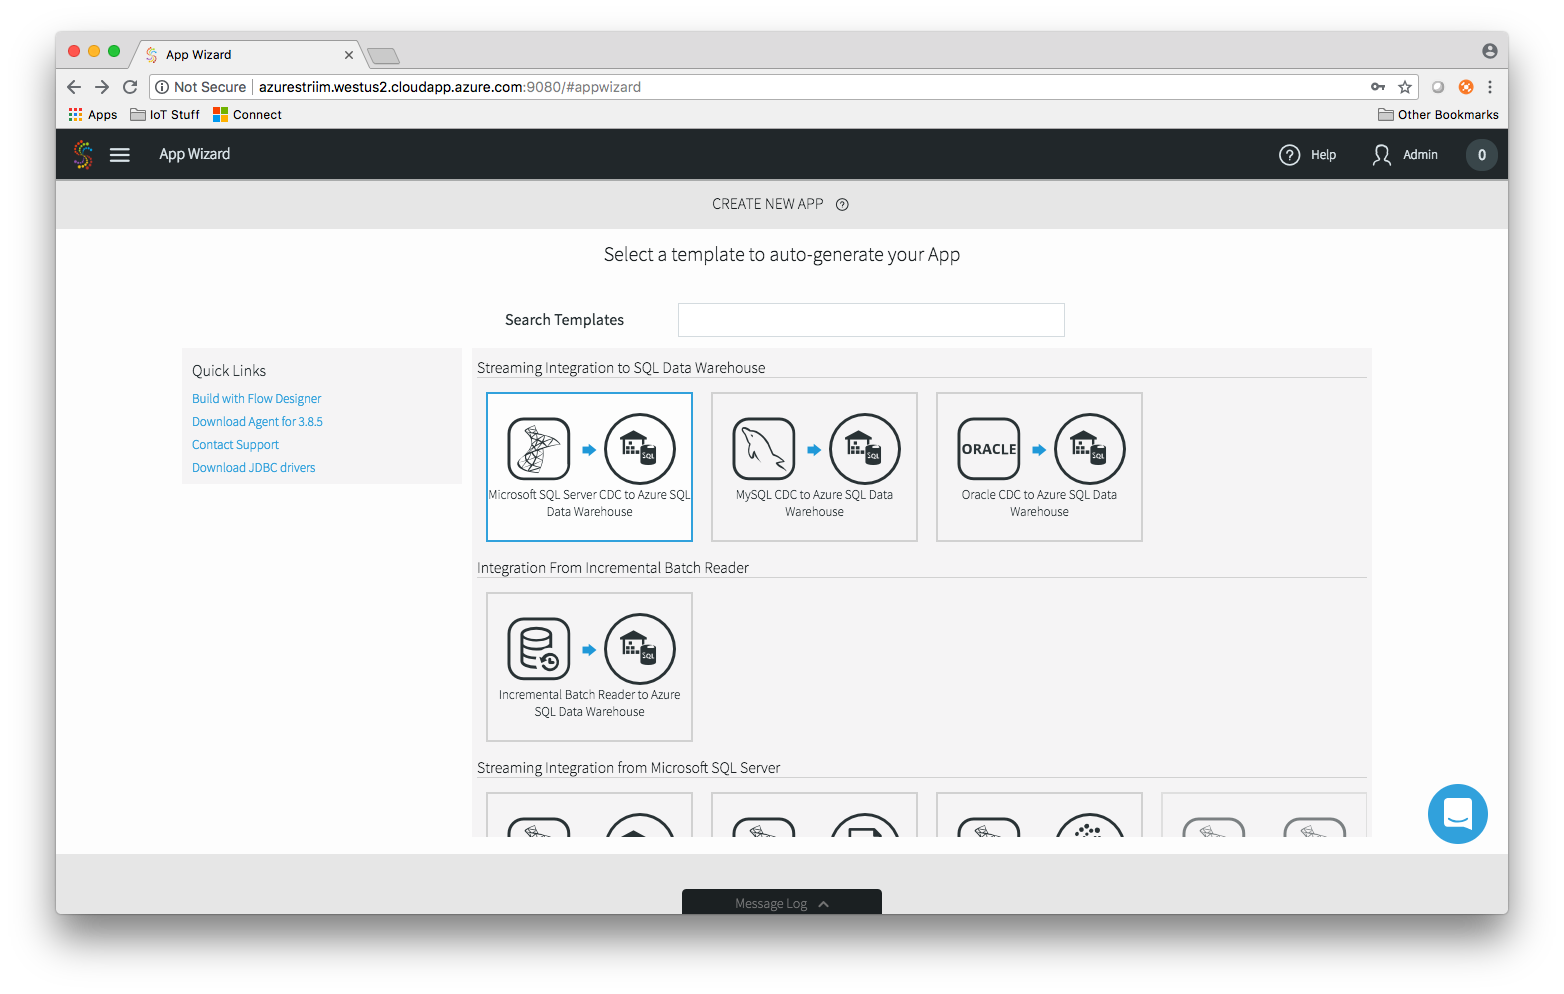 App Wizard
Not Secure azurestriim.westus2.cloudapp.azure.com:9080/#appwizard
Apps IoT Stuff Connect Other Bookmarks
App Wizard ? Help Admin 0
CREATE NEW APP ?
Select a template to auto-generate your App
Search Templates
Quick Links
Build with Flow Designer
Download Agent for 3.8.5
Contact Support
Download JDBC drivers
Streaming Integration to SQL Data Warehouse
SQL
Microsoft SQL Server CDC to Azure SQL
Data Warehouse
SQL
MySQL CDC to Azure SQL Data
Warehouse
ORACLE SQL
Oracle CDC to Azure SQL Data
Warehouse
Integration From Incremental Batch Reader
SQL
Incremental Batch Reader to Azure
SQL Data Warehouse
Streaming Integration from Microsoft SQL Server
Message Log